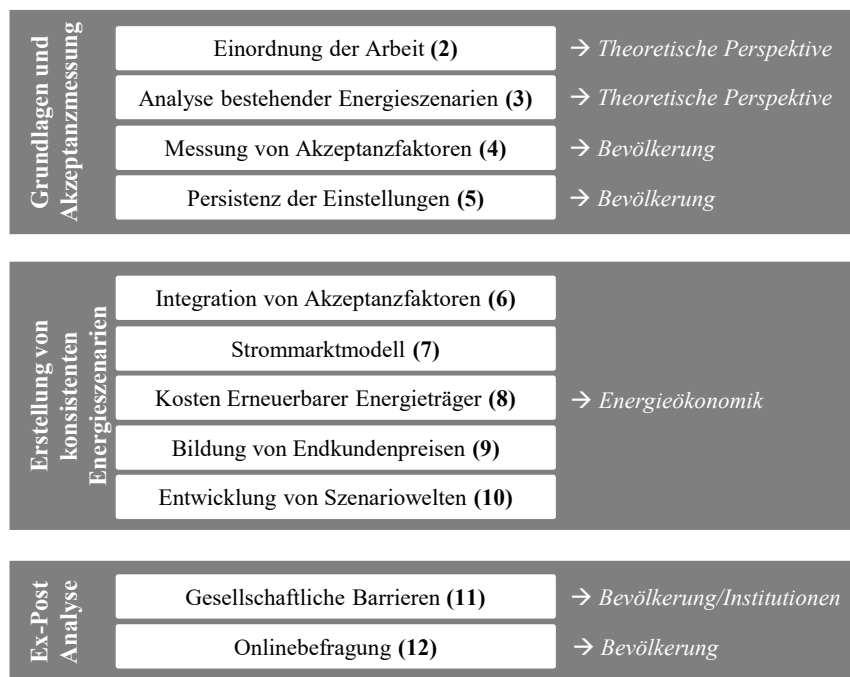 Grundlagen und
Akzeptanzmessung
Einordnung der Arbeit (2)
→ Theoretische Perspektive
Analyse bestehender Energieszenarien (3)
→ Theoretische Perspektive
Messung von Akzeptanzfaktoren (4)
→ Bevölkerung
Persistenz der Einstellungen (5)
→ Bevölkerung
Erstellung von
konsistenten
Energieszenarien
Integration von Akzeptanzfaktoren (6)
Strommarktmodell (7)
Kosten Erneuerbarer Energieträger (8)
→ Energieökonomik
Bildung von Endkundenpreisen (9)
Entwicklung von Szenariowelten (10)
Ex-Post
Analyse
Gesellschaftliche Barrieren (11)
→ Bevölkerung/Institutionen
Onlinebefragung (12)
→ Bevölkerung